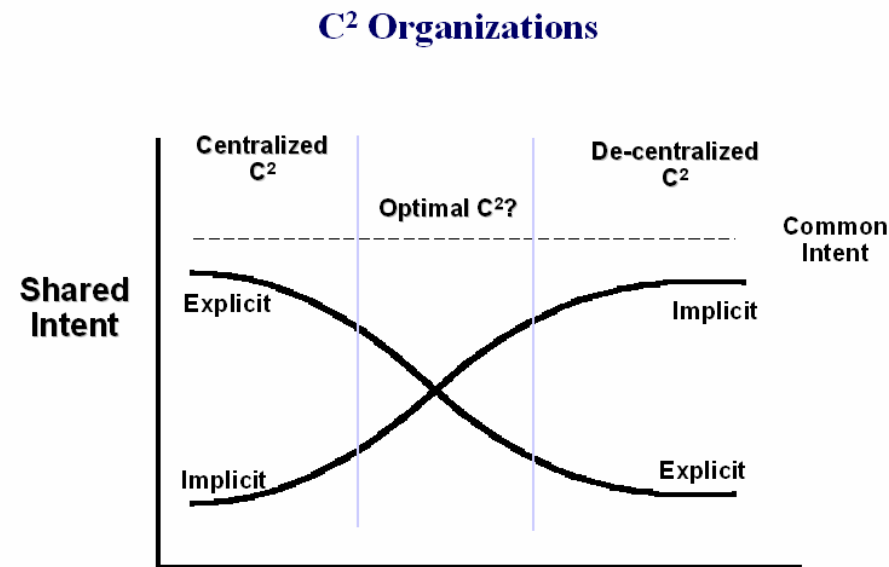 C² Organizations
Centralized
C²
De-centralized
C²
Optimal C²?
Common
Intent
Shared
Intent
Explicit
Implicit
Implicit
Explicit